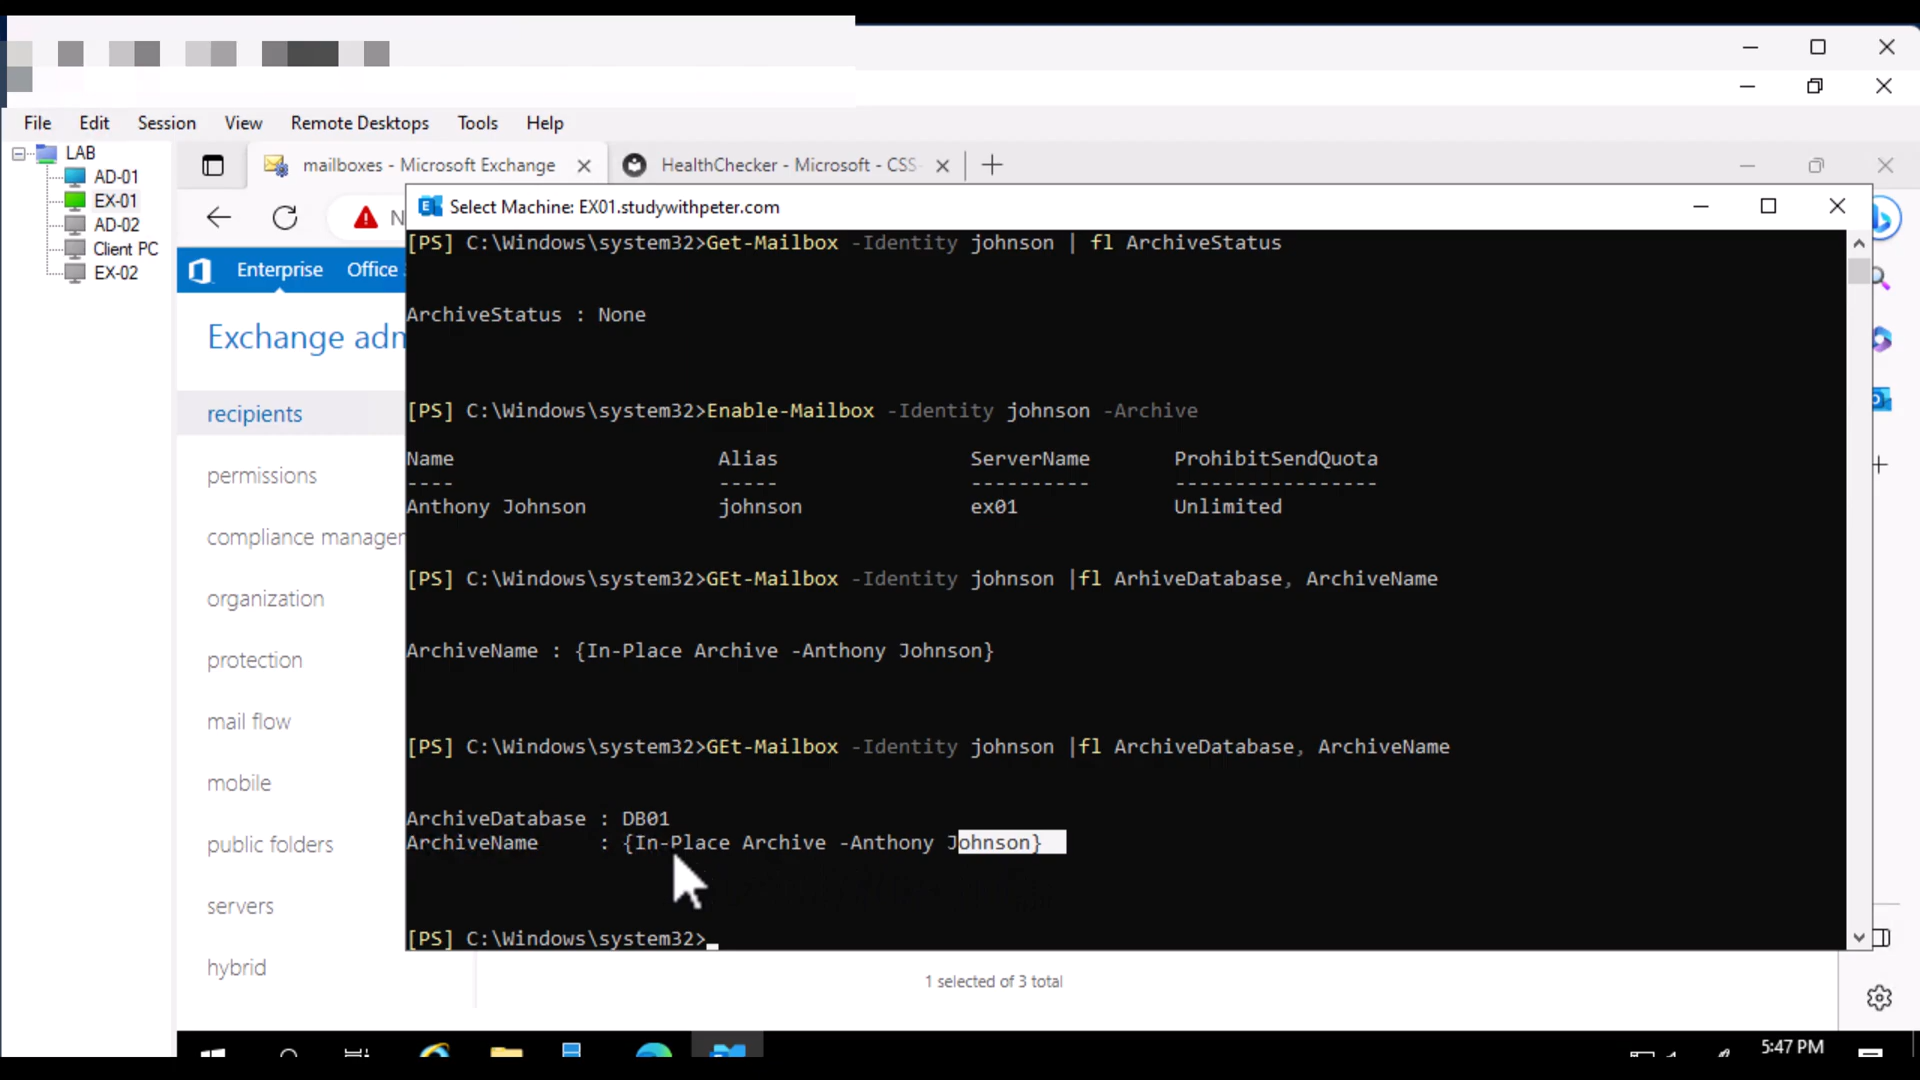 File Edit Session View Remote Desktops Tools Help
LAB
AD-01
EX-01
AD-02
Client PC
EX-02
mailboxes - Microsoft Exchange
HealthChecker - Microsoft - CSS
N
Enterprise Office
Exchange adm
recipients
permissions
compliance manager
organization
protection
mail flow
mobile
public folders
servers
hybrid
Select Machine: EX01.studywithpeter.com
[PS] C:\Windows\system32>Get-Mailbox -Identity johnson | fl ArchiveStatus
ArchiveStatus : None
[PS] C:\Windows\system32>Enable-Mailbox -Identity johnson -Archive
Name Alias ServerName ProhibitSendQuota
---- ----- ---------- -----------------
Anthony Johnson johnson ex01 Unlimited
[PS] C:\Windows\system32>GEt-Mailbox -Identity johnson |fl ArhiveDatabase, ArchiveName
ArchiveName : {In-Place Archive -Anthony Johnson}
[PS] C:\Windows\system32>GEt-Mailbox -Identity johnson |fl ArchiveDatabase, ArchiveName
ArchiveDatabase : DB01
ArchiveName : {In-Place Archive -Anthony Johnson}
[PS] C:\Windows\system32>
1 selected of 3 total
5:47 PM